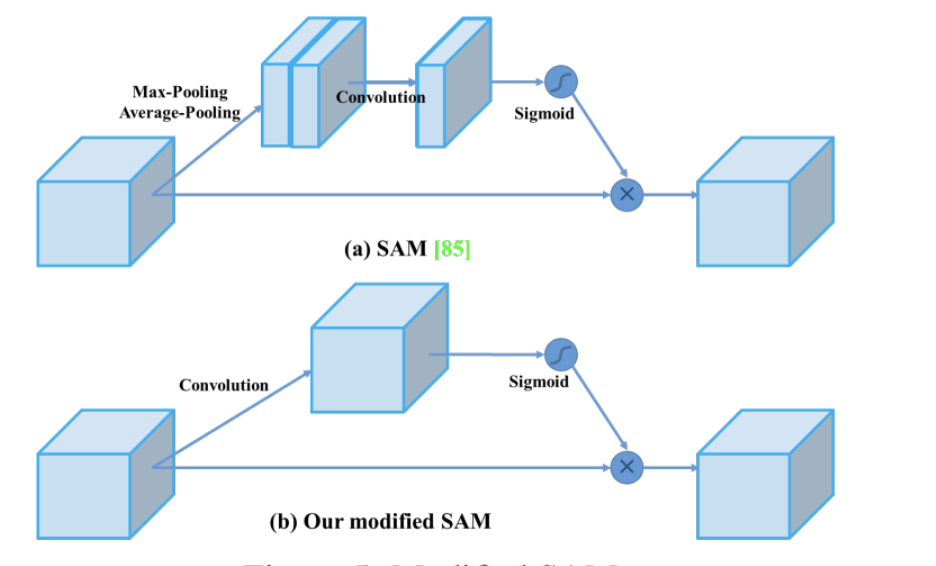 Max-Pooling
Average-Pooling
Convolution
Sigmoid
(a) SAM [85]
Convolution
Sigmoid
(b) Our modified SAM